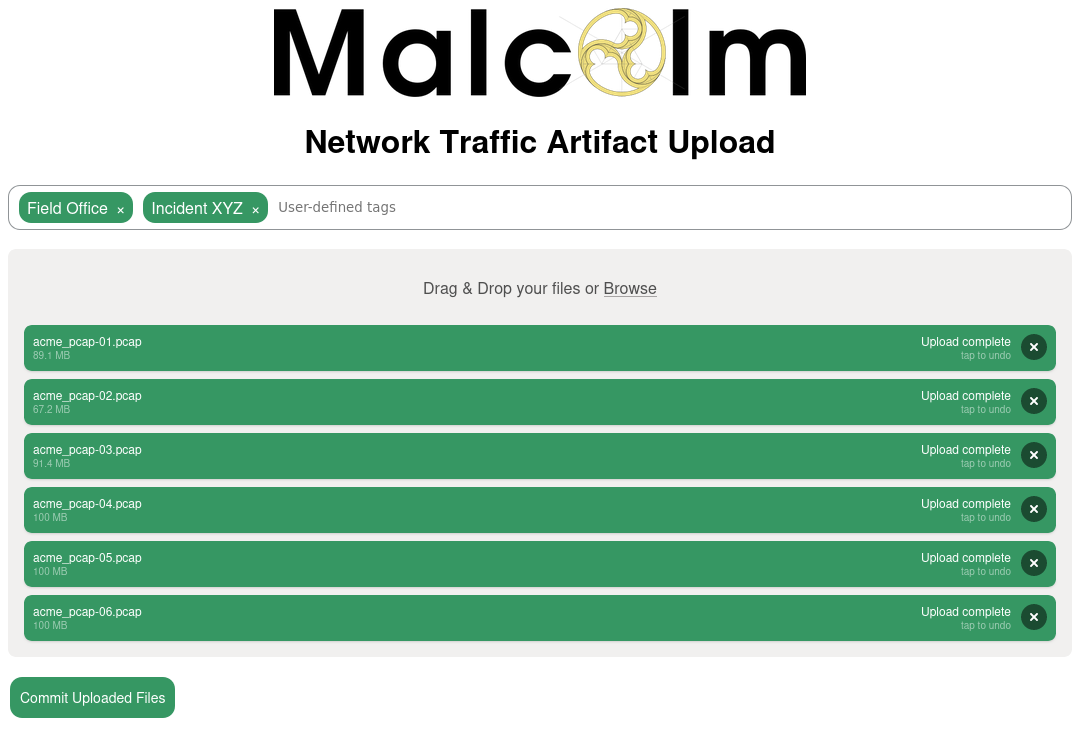 Malcolm
Network Traffic Artifact Upload
Field Office × Incident XYZ × User-defined tags
Drag & Drop your files or Browse
acme_pcap-01.pcap Upload complete
89.1 MB tap to undo
acme_pcap-02.pcap Upload complete
67.2 MB tap to undo
acme_pcap-03.pcap Upload complete
91.4 MB tap to undo
acme_pcap-04.pcap Upload complete
100 MB tap to undo
acme_pcap-05.pcap Upload complete
100 MB tap to undo
acme_pcap-06.pcap Upload complete
100 MB tap to undo
Commit Uploaded Files